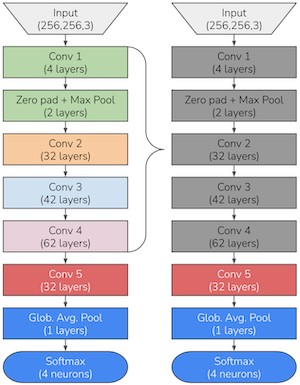 Input
(256,256,3)
Conv 1
(4 layers)
Zero pad + Max Pool
(2 layers)
Conv 2
(32 layers)
Conv 3
(42 layers)
Conv 4
(62 layers)
Conv 5
(32 layers)
Glob. Avg. Pool
(1 layers)
Softmax
(4 neurons)
Input
(256,256,3)
Conv 1
(4 layers)
Zero pad + Max Pool
(2 layers)
Conv 2
(32 layers)
Conv 3
(42 layers)
Conv 4
(62 layers)
Conv 5
(32 layers)
Glob. Avg. Pool
(1 layers)
Softmax
(4 neurons)